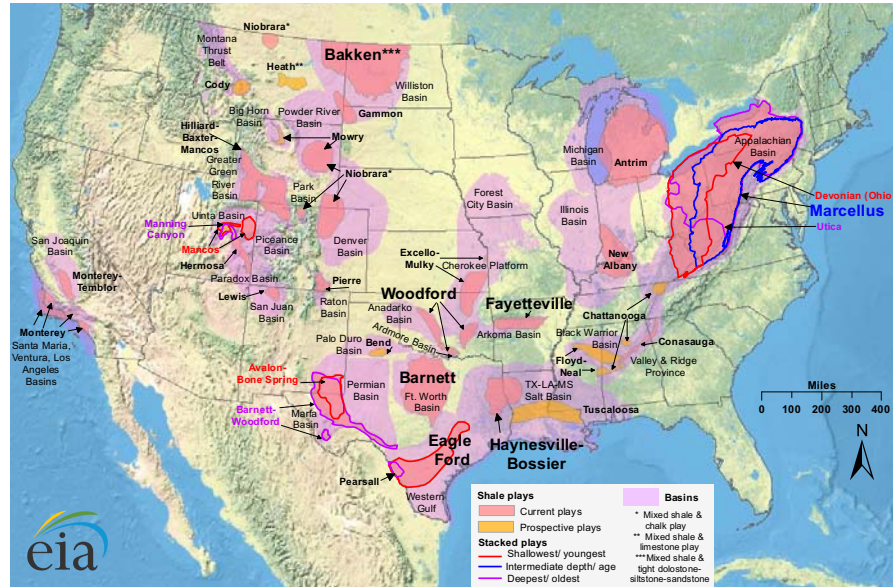 Niobrara*
Montana
Thrust
Belt
Bakken***
Heath**
Cody
Williston
Basin
Big Horn
Basin
Powder River
Basin
Gammon
Hilliard-
Baxter-
Mancos
Mowry
Greater
Green
River
Basin
Niobrara*
Park
Basin
Michigan
Basin
Antrim
Appalachian
Basin
Devonian (Ohio
Marcellus
Utica
Forest
City Basin
Illinois
Basin
Uinta Basin
Manning
Canyon
Mancos
Piceance
Basin
Denver
Basin
San Joaquin
Basin
Hermosa
Paradox Basin
Excello-
Mulky
Cherokee Platform
New
Albany
Monterey-
Temblor
Lewis
San Juan
Basin
Pierre
Raton
Basin
Woodford
Fayetteville
Chattanooga
Anadarko
Basin
Ardmore Basin
Arkoma Basin
Black Warrior
Basin
Conasauga
Monterey
Santa Maria,
Ventura, Los
Angeles
Basins
Palo Duro
Basin
Bend
Floyd-
Neal
Valley & Ridge
Province
Avalon-
Bone Spring
Permian
Basin
Barnett
Ft. Worth
Basin
TX-LA-MS
Salt Basin
Tuscaloosa
Barnett-
Woodford
Marfa
Basin
Eagle
Ford
Haynesville-
Bossier
Pearsall
Western
Gulf
Miles
0 100 200 300 400
N
Shale plays
Current plays
Prospective plays
Stacked plays
Shallowest/ youngest
Intermediate depth/ age
Deepest/ oldest
Basins
* Mixed shale &
chalk play
** Mixed shale &
limestone play
***Mixed shale &
tight dolostone-
siltstone-sandstone
eia